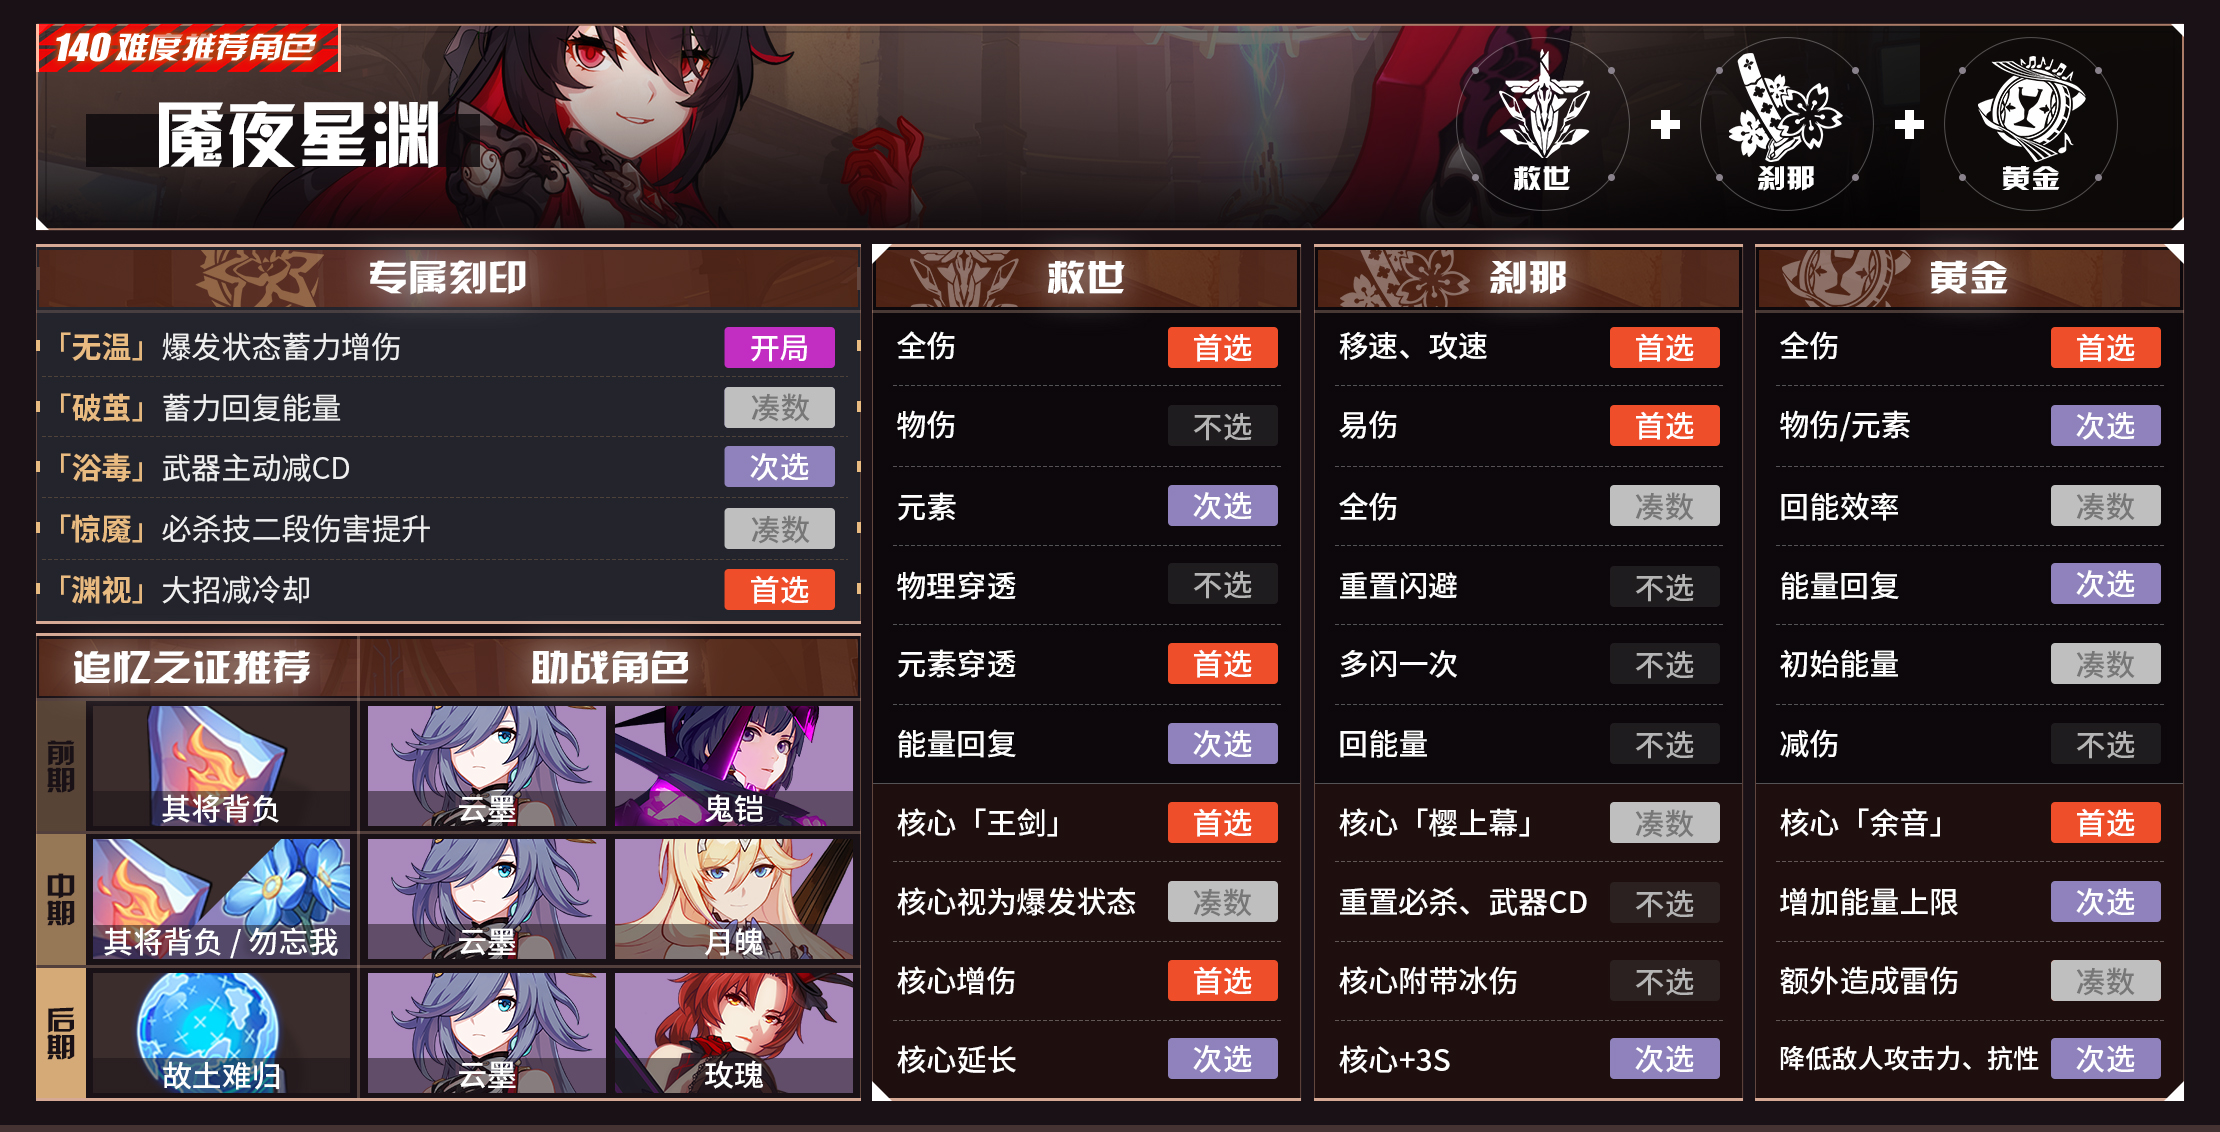 140难度推荐角色
魇夜星渊
救世
刹那
黄金
专属刻印
「无温」爆发状态蓄力增伤 开局
「破茧」蓄力回复能量 凑数
「浴毒」武器主动减CD 次选
「惊魇」必杀技二段伤害提升 凑数
「渊视」大招减冷却 首选
追忆之证推荐 助战角色
前期
其将背负 云墨 鬼铠
中期
其将背负 / 勿忘我 云墨 月魄
后期
故土难归 云墨 玫瑰
救世
全伤 首选
物伤 不选
元素 次选
物理穿透 不选
元素穿透 首选
能量回复 次选
核心「王剑」 首选
核心视为爆发状态 凑数
核心增伤 首选
核心延长 次选
刹那
移速、攻速 首选
易伤 首选
全伤 凑数
重置闪避 不选
多闪一次 不选
回能量 不选
核心「樱上幕」 凑数
重置必杀、武器CD 不选
核心附带冰伤 不选
核心+3S 次选
黄金
全伤 首选
物伤/元素 次选
回能效率 凑数
能量回复 次选
初始能量 凑数
减伤 不选
核心「余音」 首选
增加能量上限 次选
额外造成雷伤 凑数
降低敌人攻击力、抗性 次选